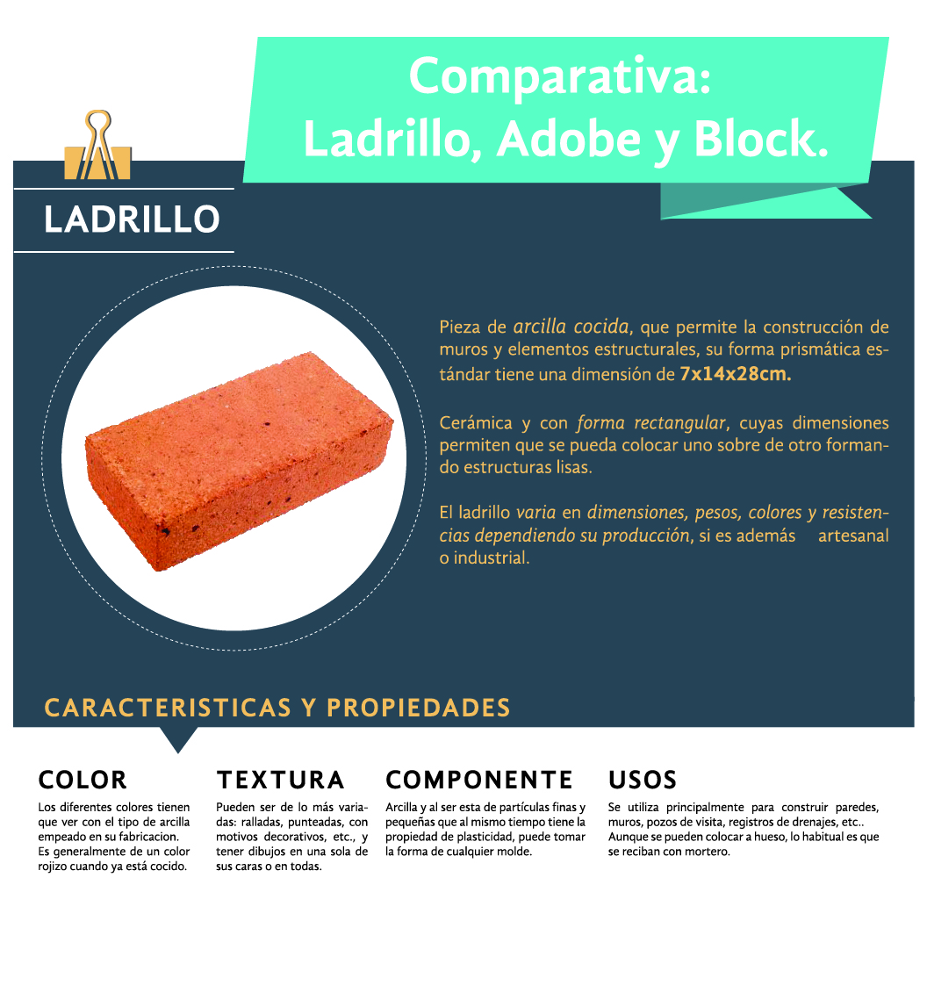 Comparativa:
Ladrillo, Adobe y Block.
LADRILLO
Pieza de arcilla cocida, que permite la construcción de
muros y elementos estructurales, su forma prismática es-
tándar tiene una dimensión de 7x14x28cm.
Cerámica y con forma rectangular, cuyas dimensiones
permiten que se pueda colocar uno sobre de otro forman-
do estructuras lisas.
El ladrillo varia en dimensiones, pesos, colores y resisten-
cias dependiendo su producción, si es además artesanal
o industrial.
CARACTERISTICAS Y PROPIEDADES
COLOR
Los diferentes colores tienen
que ver con el tipo de arcilla
empeado en su fabricacion.
Es generalmente de un color
rojizo cuando ya está cocido.
TEXTURA
Pueden ser de lo más varia-
das: ralladas, punteadas, con
motivos decorativos, etc., y
tener dibujos en una sola de
sus caras o en todas.
COMPONENTE
Arcilla y al ser esta de partículas finas y
pequeñas que al mismo tiempo tiene la
propiedad de plasticidad, puede tomar
la forma de cualquier molde.
USOS
Se utiliza principalmente para construir paredes,
muros, pozos de visita, registros de drenajes, etc..
Aunque se pueden colocar a hueso, lo habitual es que
se reciban con mortero.